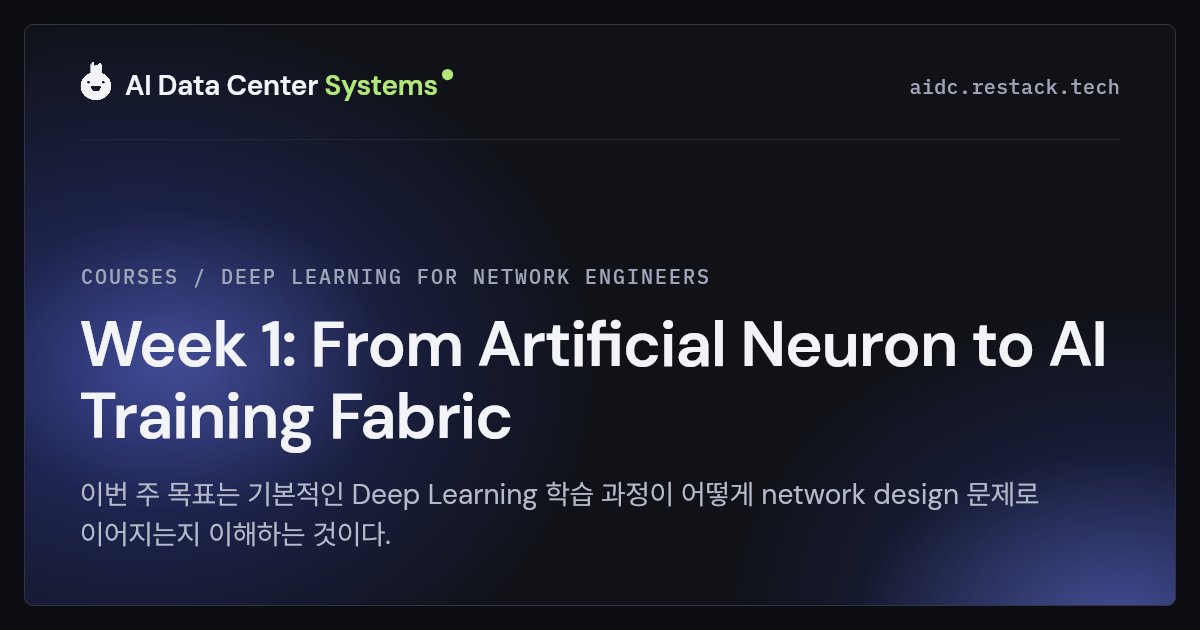 AI Data Center Systems
aidc.restack.tech
COURSES / DEEP LEARNING FOR NETWORK ENGINEERS
Week 1: From Artificial Neuron to AI
Training Fabric
이번 주 목표는 기본적인 Deep Learning 학습 과정이 어떻게 network design 문제로
이어지는지 이해하는 것이다.